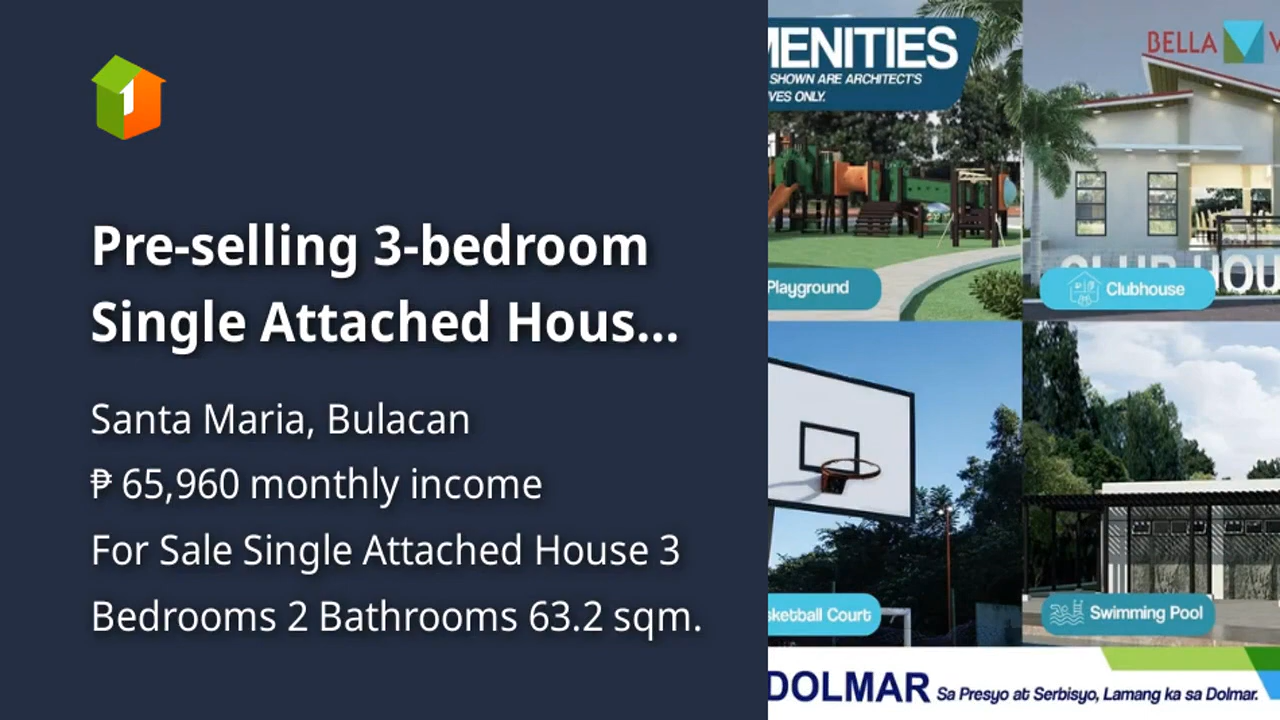 Pre-selling 3-bedroom
Single Attached Hous...
Santa Maria, Bulacan
₱ 65,960 monthly income
For Sale Single Attached House 3
Bedrooms 2 Bathrooms 63.2 sqm.
MENITIES
SHOWN ARE ARCHITECT'S
VES ONLY.
BELLA V
Playground
CLUB HOU
Clubhouse
sketball Court
Swimming Pool
DOLMAR Sa Presyo at Serbisyo, Lamang ka sa Dolmar.